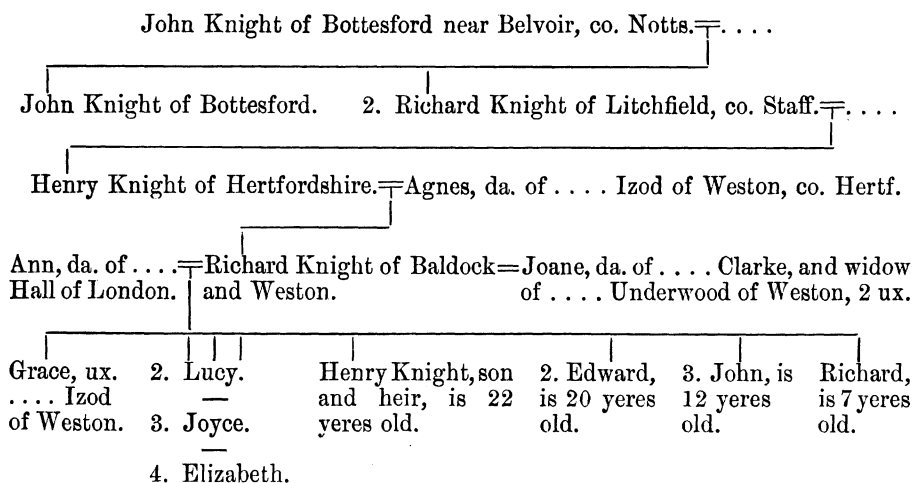 John Knight of Bottesford near Belvoir, co. Notts.=. . . .
John Knight of Bottesford. 2. Richard Knight of Litchfield, co. Staff.=. . . .
Henry Knight of Hertfordshire.=Agnes, da. of . . . . Izod of Weston, co. Hertf.
Ann, da. of . . . .=Richard Knight of Baldock=Joane, da. of . . . . Clarke, and widow
Hall of London. and Weston. of . . . . Underwood of Weston, 2 ux.
Grace, ux. 2. Lucy. Henry Knight, son 2. Edward, 3. John, is Richard,
. . . . Izod and heir, is 22 is 20 yeres 12 yeres is 7 yeres
of Weston. 3. Joyce. yeres old. old. old. old.
4. Elizabeth.